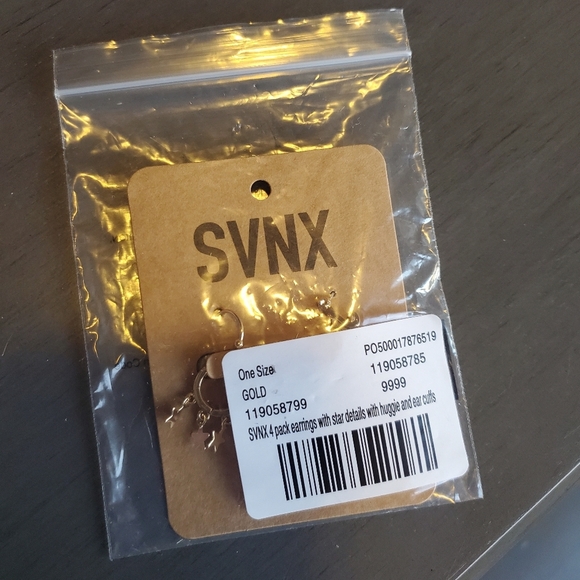 SVNX
One Size
PO500017876519
GOLD
119058785
119058799
9999
SVNX 4 pack earrings with star details with huggie and ear cuffs